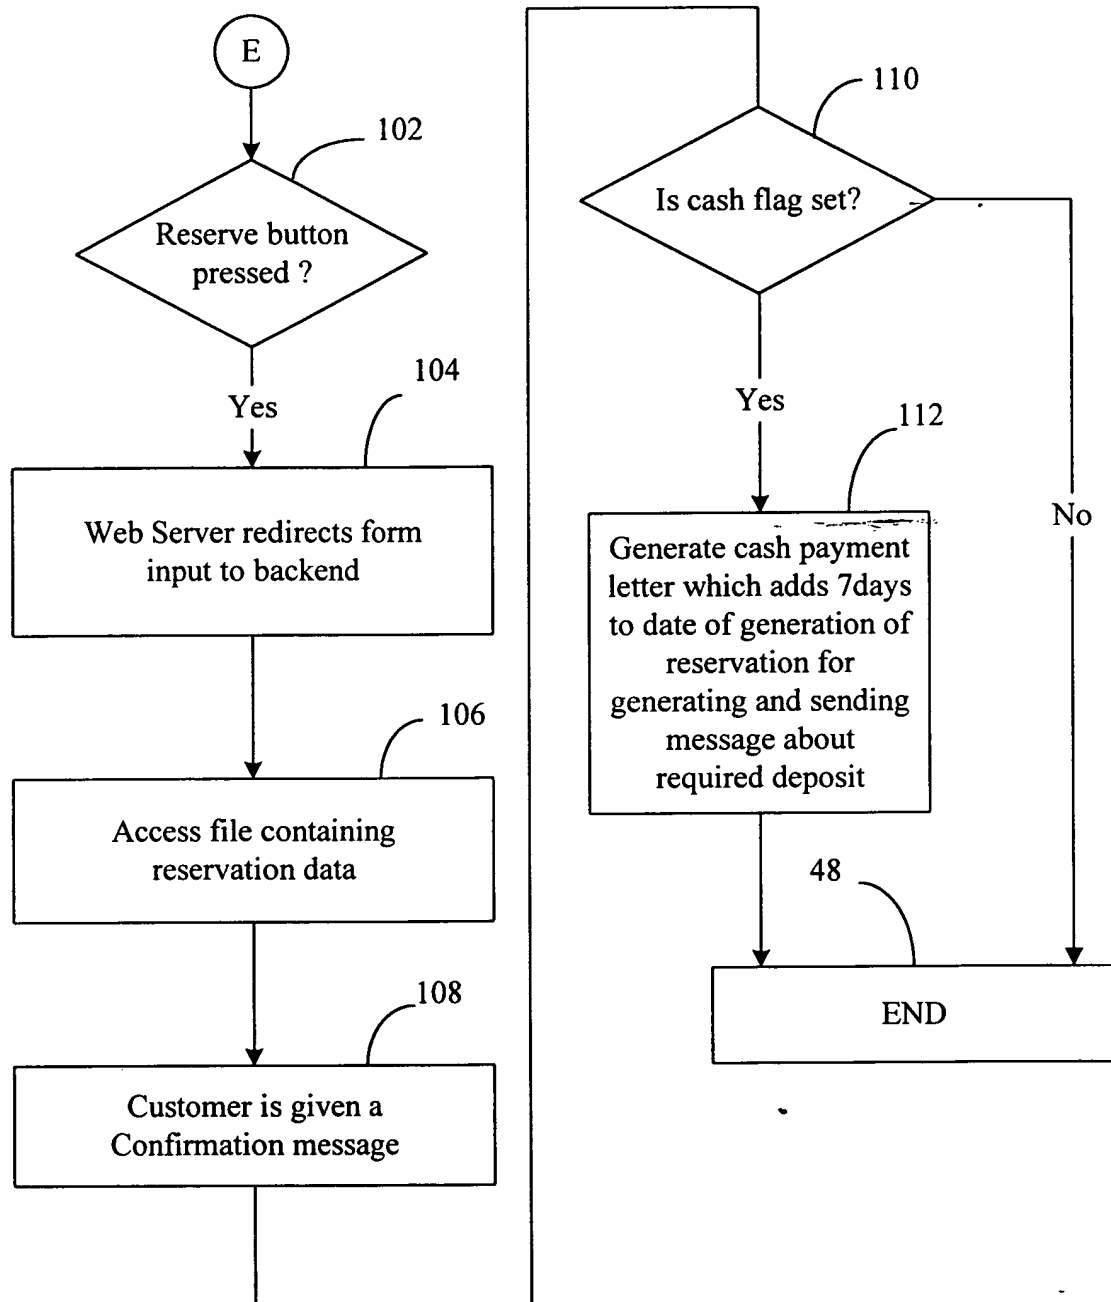 E
102
Reserve button
pressed ?
Yes
104
Web Server redirects form
input to backend
106
Access file containing
reservation data
108
Customer is given a
Confirmation message
110
Is cash flag set?
Yes
No
112
Generate cash payment
letter which adds 7days
to date of generation of
reservation for
generating and sending
message about
required deposit
48
END